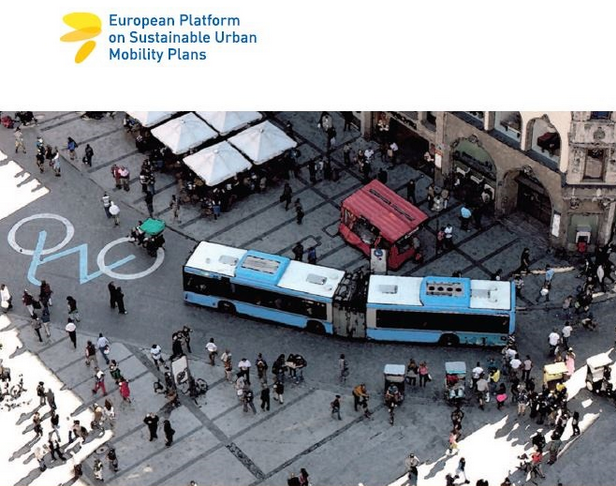 European Platform
on Sustainable Urban
Mobility Plans